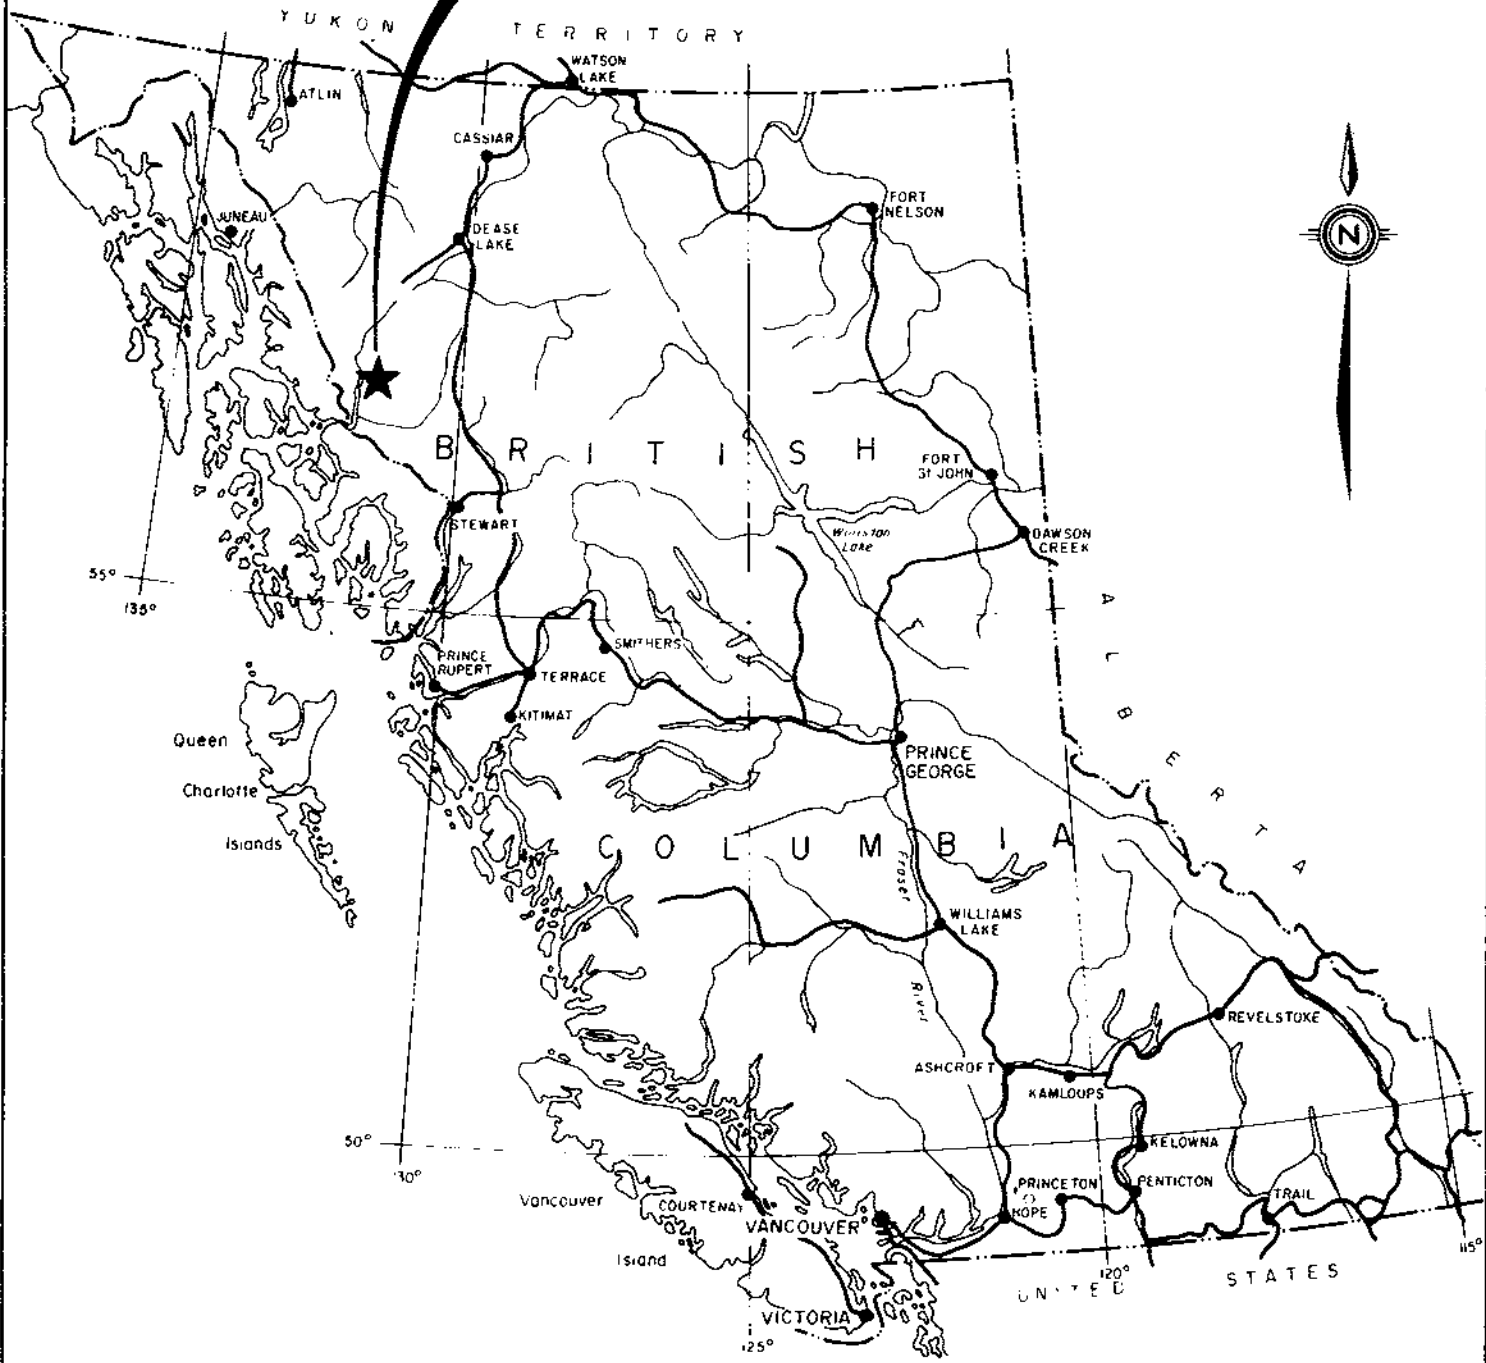 YUKON TERRITORY
WATSON
LAKE
ATLIN
CASSIAR
FORT
NELSON
JUNEAU
DEASE
LAKE
N
BRITISH
FORT
St JOHN
STEWART
Williston
Lake
DAWSON
CREEK
55°
135°
ALBERTA
SMITHERS
PRINCE
RUPERT
TERRACE
KITIMAT
Queen
Charlotte
Islands
PRINCE
GEORGE
COLUMBIA
Fraser
River
WILLIAMS
LAKE
REVELSTOKE
ASHCROFT
KAMLOOPS
50°
130°
KELOWNA
PRINCETON
PENTICTON
Vancouver
Island
COURTENAY
VANCOUVER
HOPE
TRAIL
115°
120°
UNITED STATES
VICTORIA
125°